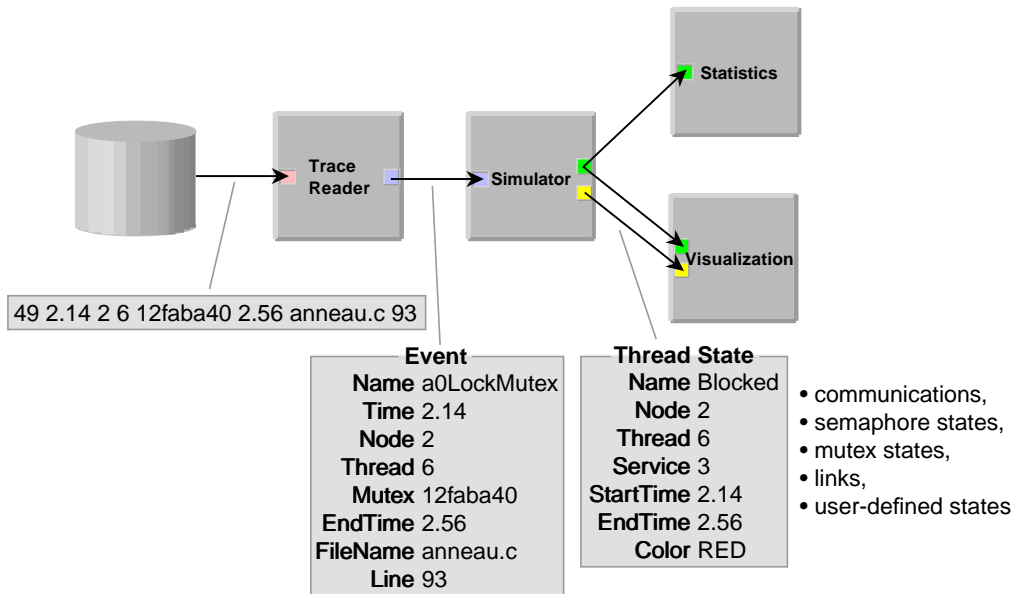 Statistics
Trace
Reader
Simulator
Visualization
49 2.14 2 6 12faba40 2.56 anneau.c 93
Event
Name a0LockMutex
Time 2.14
Node 2
Thread 6
Mutex 12faba40
EndTime 2.56
FileName anneau.c
Line 93
Thread State
Name Blocked
Node 2
Thread 6
Service 3
StartTime 2.14
EndTime 2.56
Color RED
• communications,
• semaphore states,
• mutex states,
• links,
• user-defined states